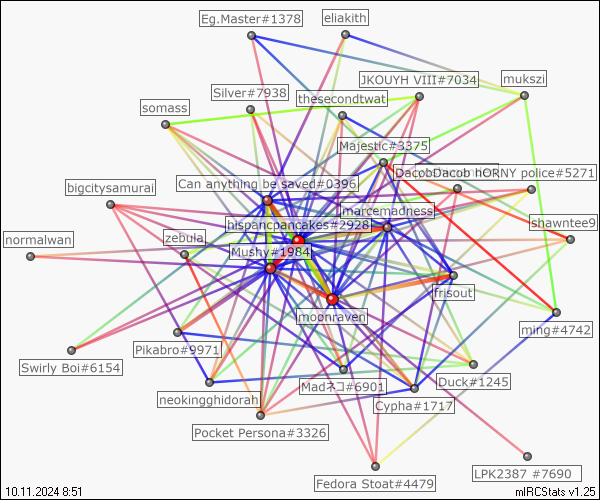 Eg.Master#1378
eliakith
JKOUYH VIII#7034
mukszi
Silver#7938
thesecondtwat
somass
Majestic#3375
DacobDacob HORNY police#5271
Can anything be saved#0396
bigcitysamurai
marcemadness
hispancpancakes#2928
shawntee9
normalwan
zebula
Mushy#1984
frisout
moonraven
ming#4742
Pikabro#9971
Swirly Boi#6154
Duck#1245
Madネコ#6901
neokingghidorah
Cypha#1717
Pocket Persona#3326
LPK2387 #7690
Fedora Stoat#4479
10.11.2024 8:51
mIRCStats v1.25